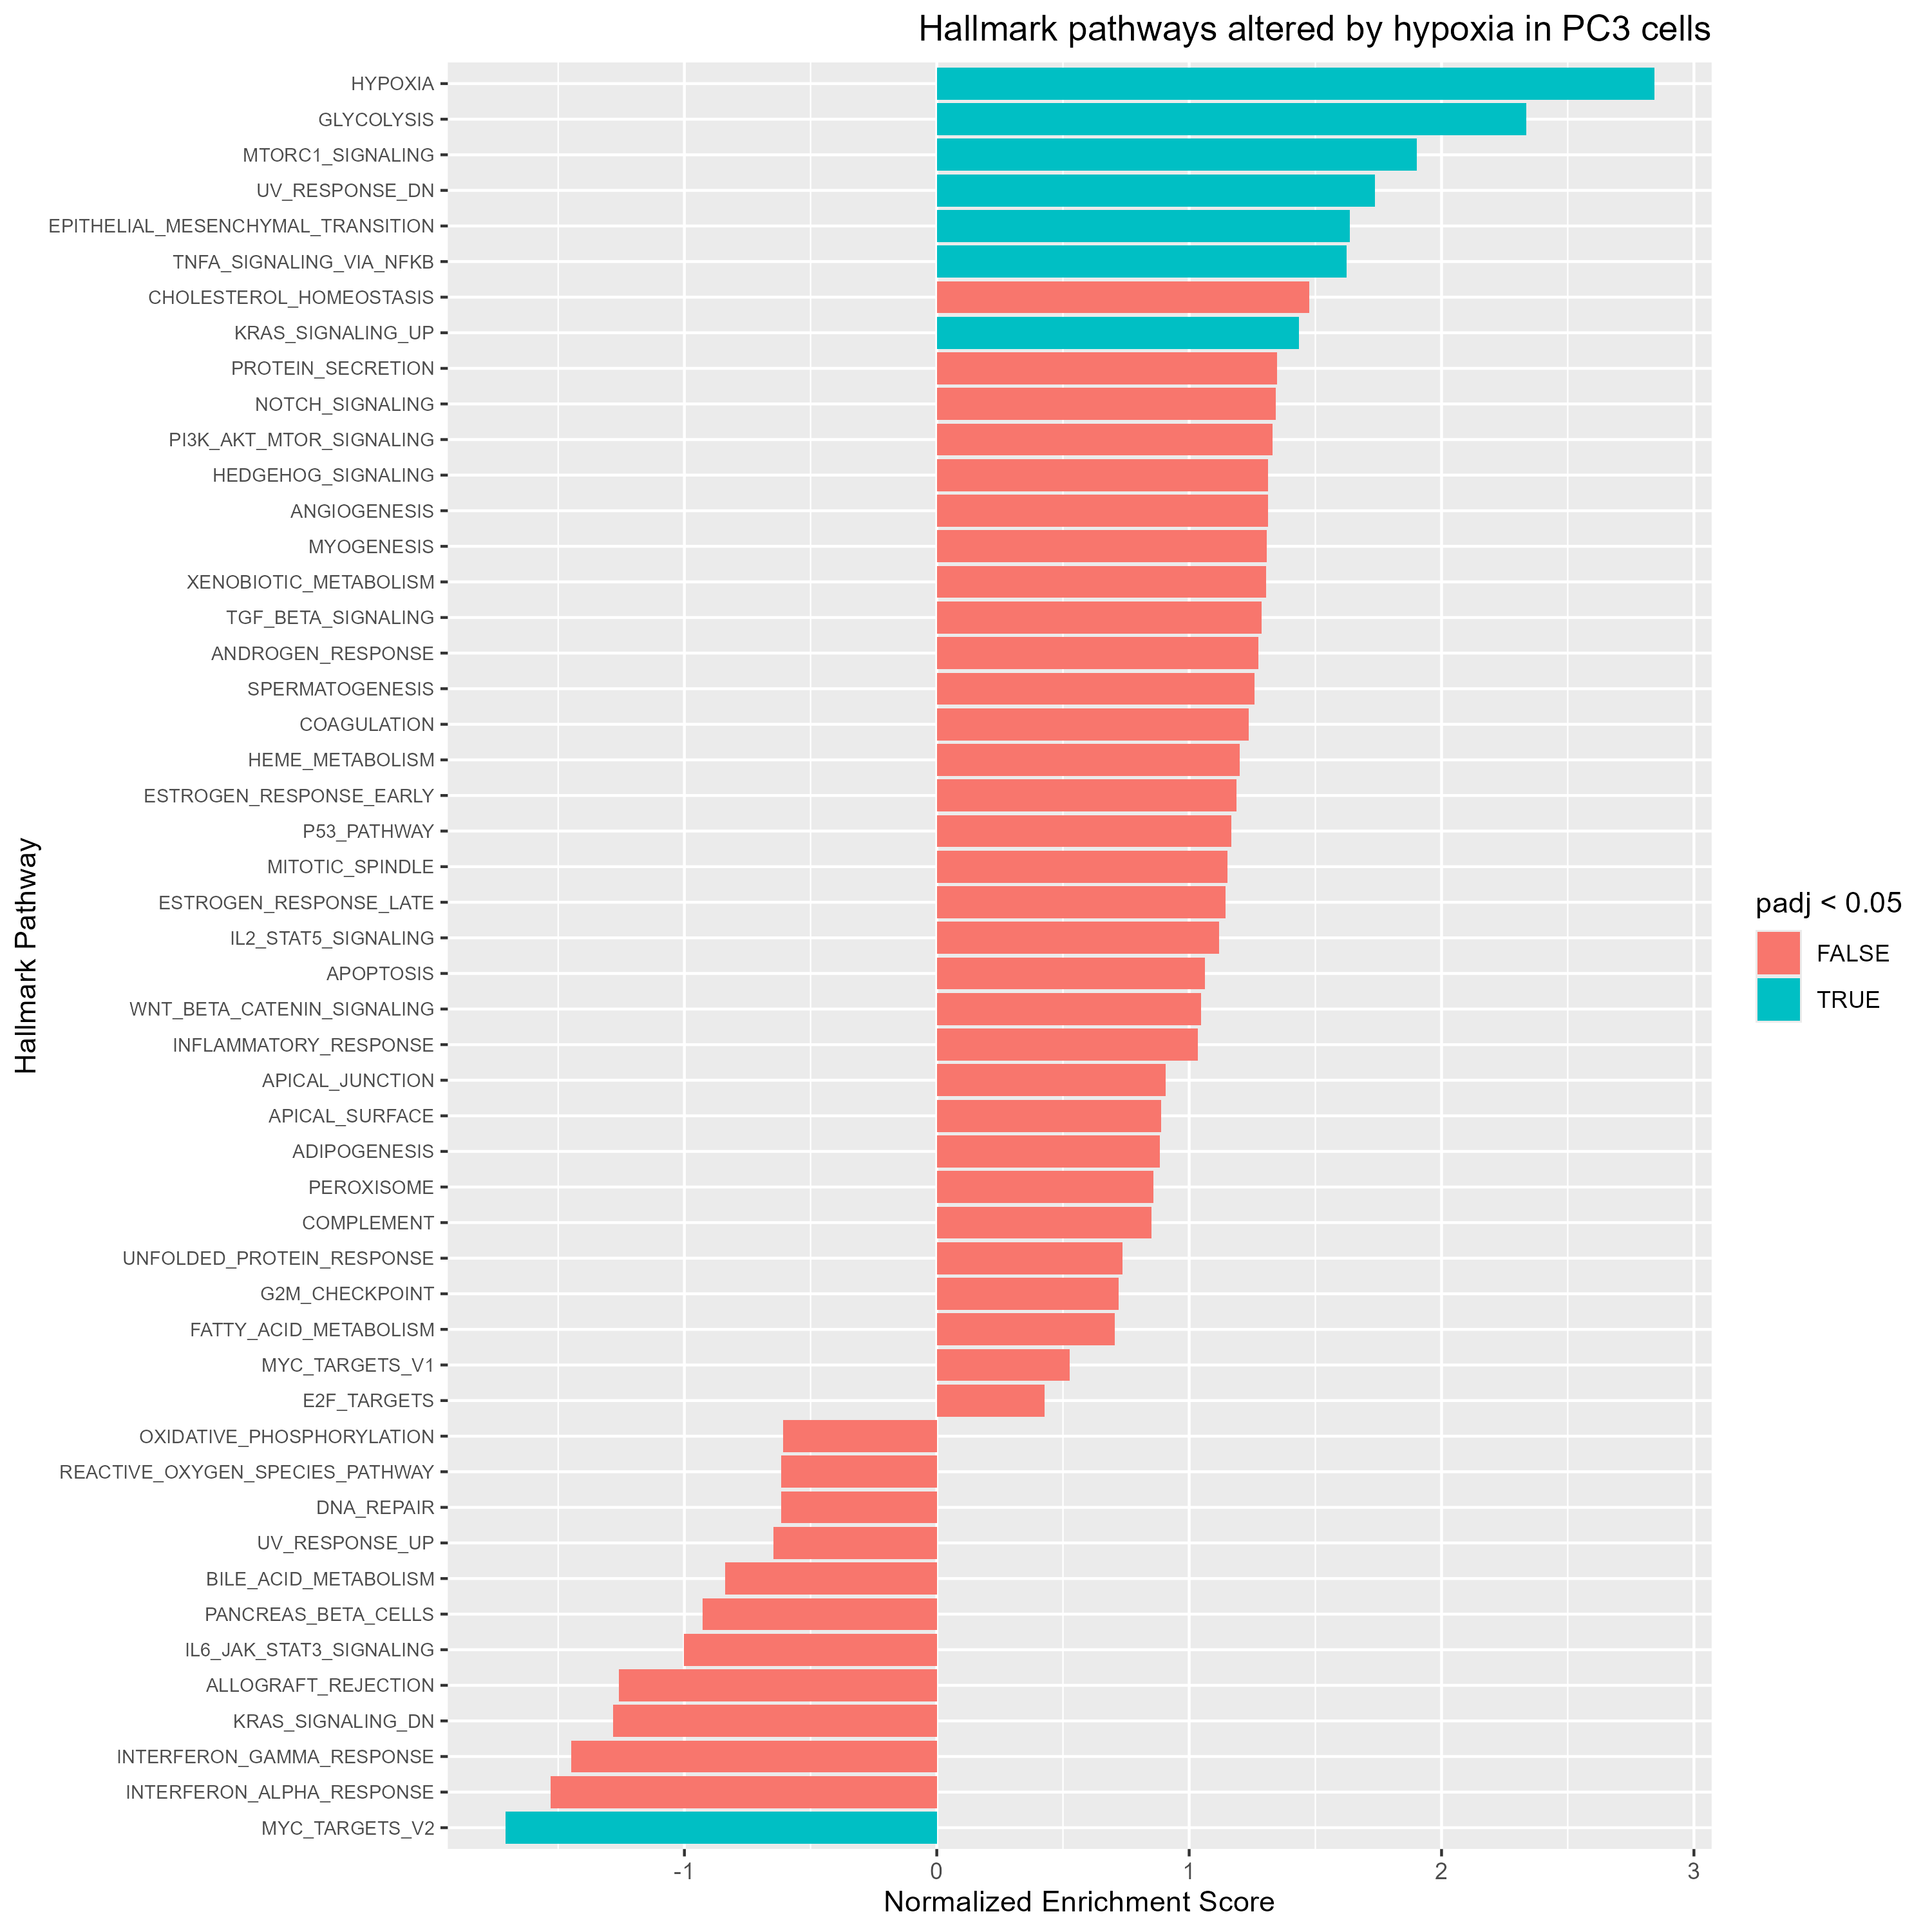 Hallmark pathways altered by hypoxia in PC3 cells
Hallmark Pathway
HYPOXIA
GLYCOLYSIS
MTORC1_SIGNALING
UV_RESPONSE_DN
EPITHELIAL_MESENCHYMAL_TRANSITION
TNFA_SIGNALING_VIA_NFKB
CHOLESTEROL_HOMEOSTASIS
KRAS_SIGNALING_UP
PROTEIN_SECRETION
NOTCH_SIGNALING
PI3K_AKT_MTOR_SIGNALING
HEDGEHOG_SIGNALING
ANGIOGENESIS
MYOGENESIS
XENOBIOTIC_METABOLISM
TGF_BETA_SIGNALING
ANDROGEN_RESPONSE
SPERMATOGENESIS
COAGULATION
HEME_METABOLISM
ESTROGEN_RESPONSE_EARLY
P53_PATHWAY
MITOTIC_SPINDLE
ESTROGEN_RESPONSE_LATE
IL2_STAT5_SIGNALING
APOPTOSIS
WNT_BETA_CATENIN_SIGNALING
INFLAMMATORY_RESPONSE
APICAL_JUNCTION
APICAL_SURFACE
ADIPOGENESIS
PEROXISOME
COMPLEMENT
UNFOLDED_PROTEIN_RESPONSE
G2M_CHECKPOINT
FATTY_ACID_METABOLISM
MYC_TARGETS_V1
E2F_TARGETS
OXIDATIVE_PHOSPHORYLATION
REACTIVE_OXYGEN_SPECIES_PATHWAY
DNA_REPAIR
UV_RESPONSE_UP
BILE_ACID_METABOLISM
PANCREAS_BETA_CELLS
IL6_JAK_STAT3_SIGNALING
ALLOGRAFT_REJECTION
KRAS_SIGNALING_DN
INTERFERON_GAMMA_RESPONSE
INTERFERON_ALPHA_RESPONSE
MYC_TARGETS_V2
-1 0 1 2 3
Normalized Enrichment Score
padj < 0.05
FALSE
TRUE